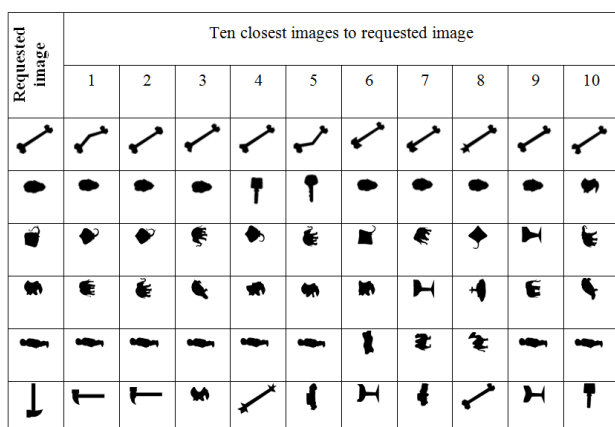 Requested
image
Ten closest images to requested image
1 2 3 4 5 6 7 8 9 10